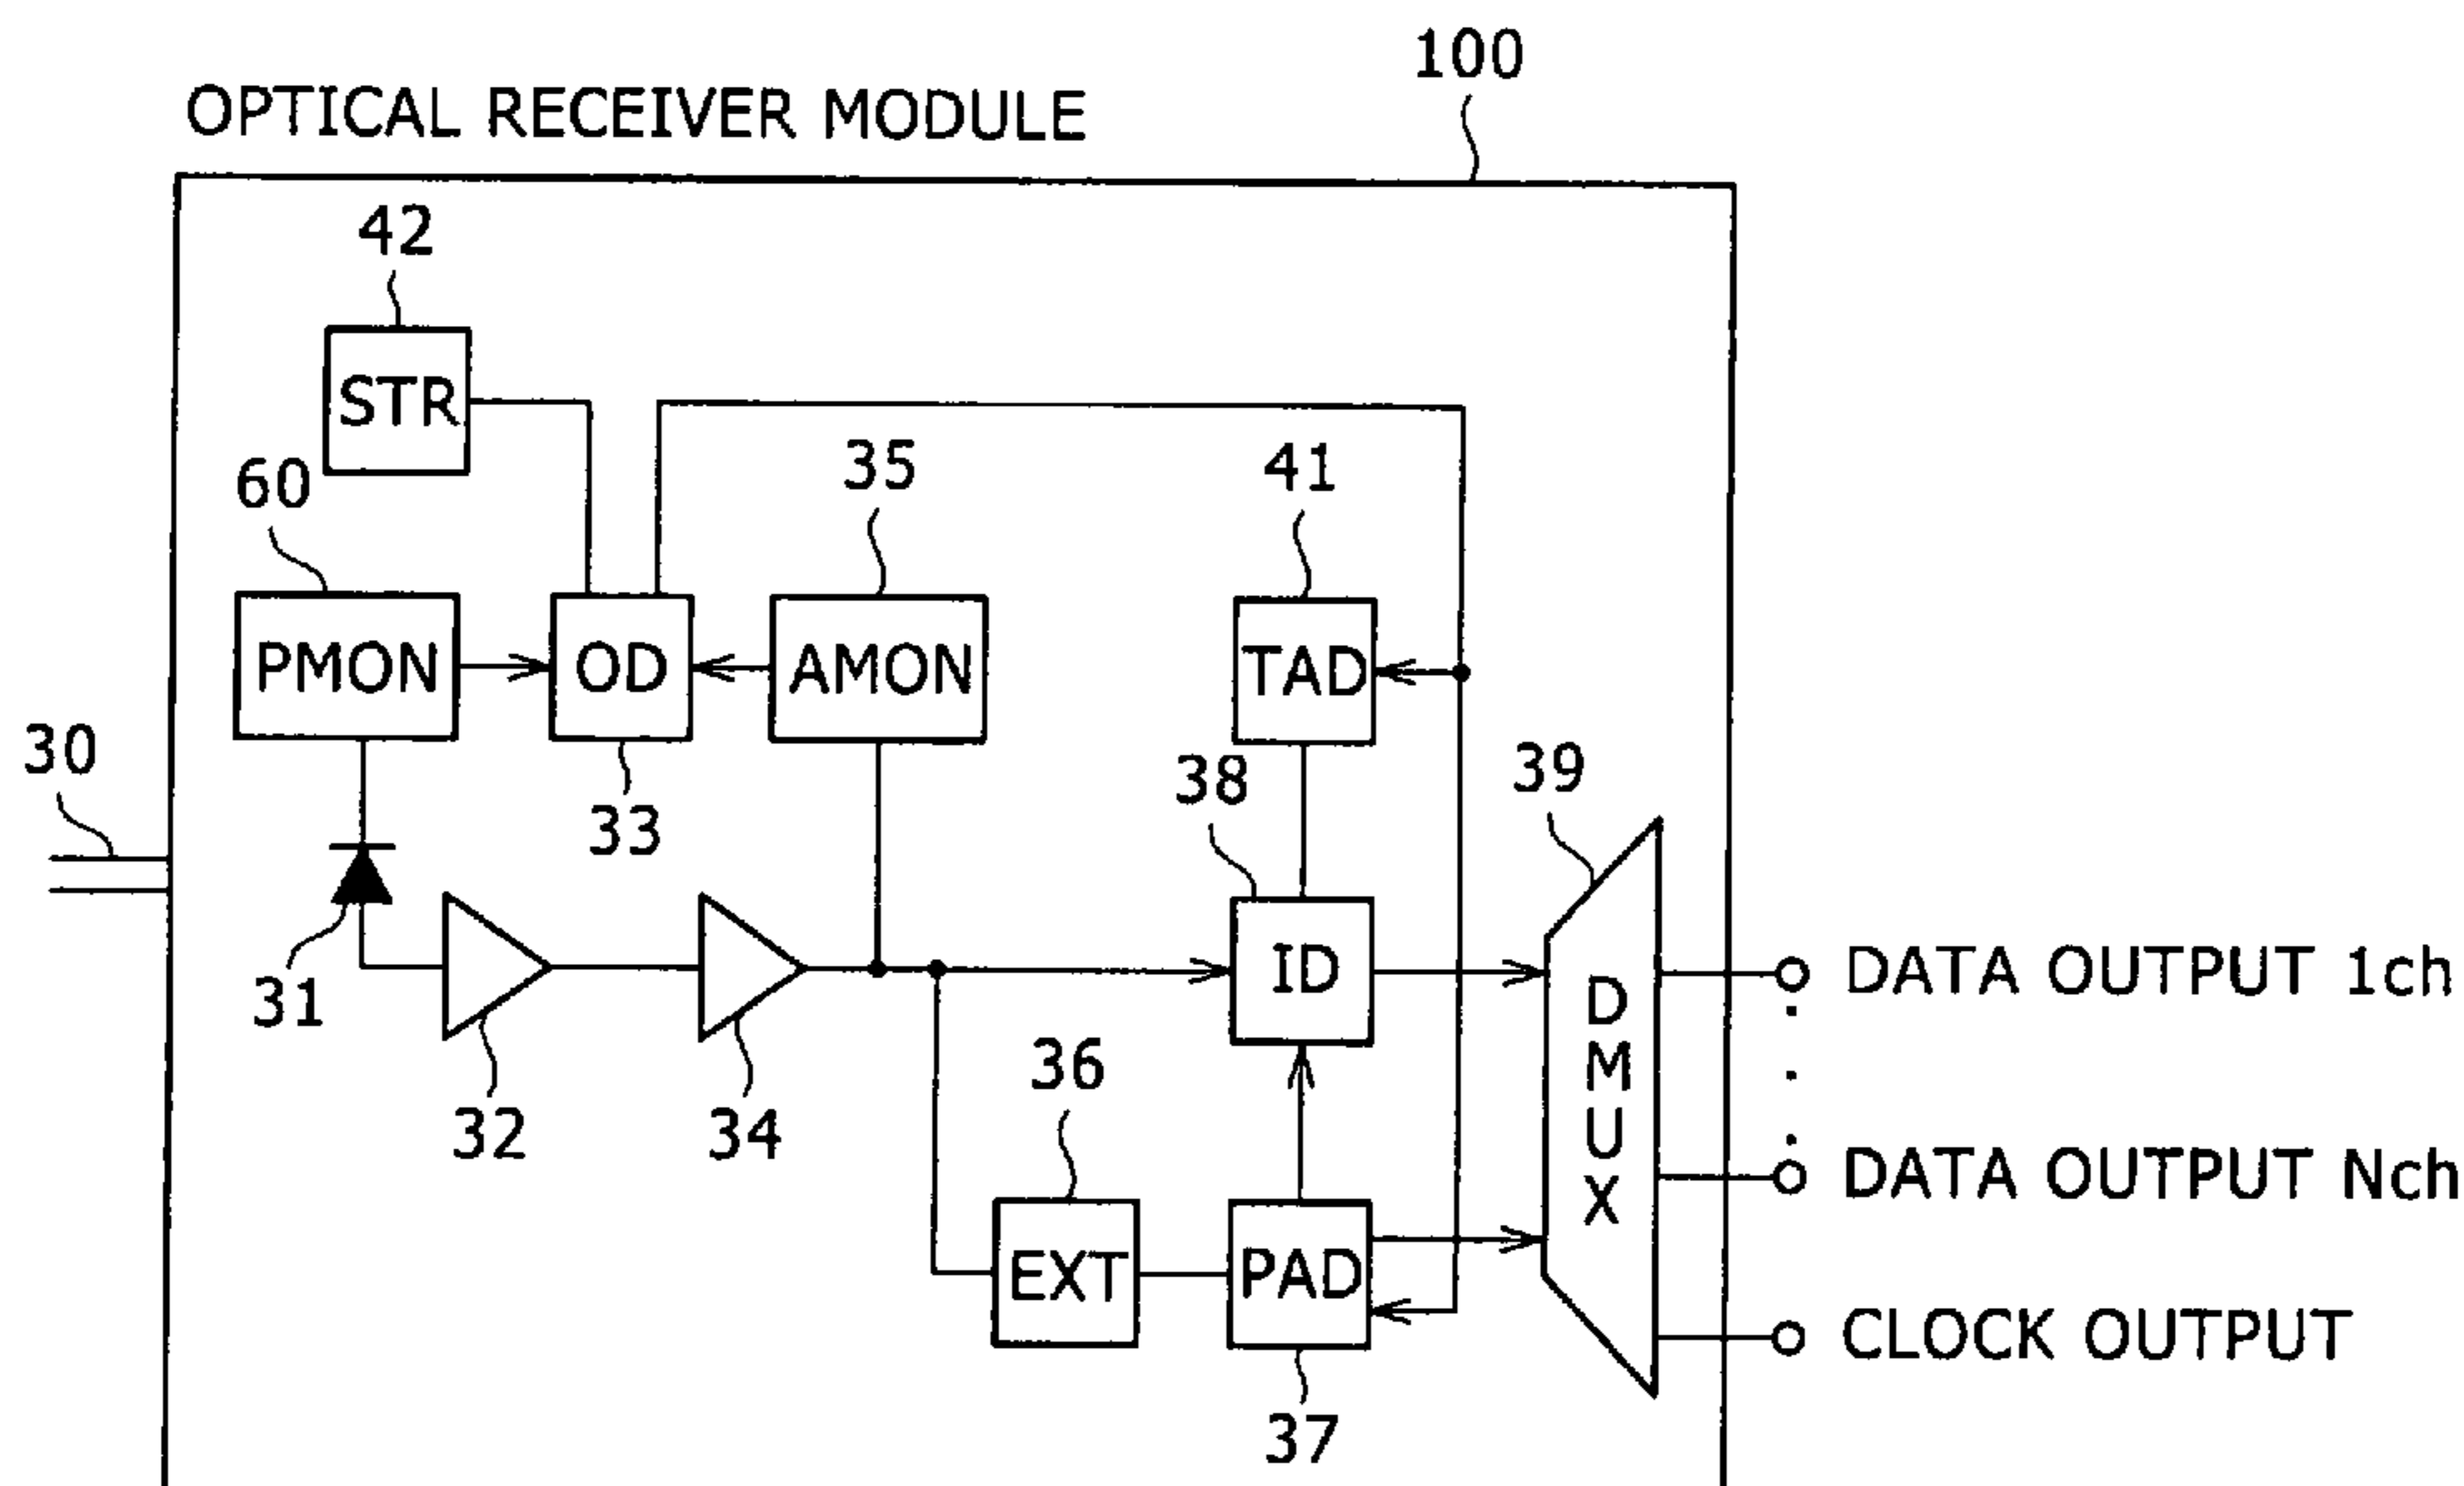 100
OPTICAL RECEIVER MODULE
42
STR
60
35
41
PMON
OD
AMON
TAD
30
33
38
39
31
32
34
36
ID
DMUX
DATA OUTPUT 1ch
DATA OUTPUT Nch
EXT
PAD
CLOCK OUTPUT
37